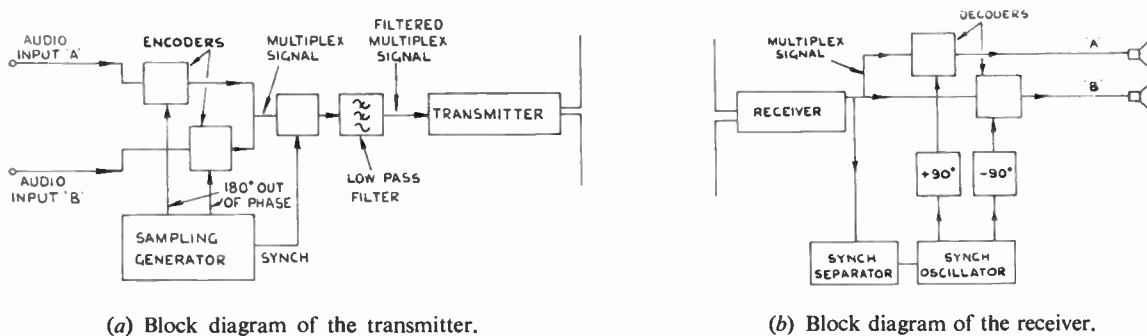 AUDIO
INPUT 'A'
ENCODERS
MULTIPLEX
SIGNAL
FILTERED
MULTIPLEX
SIGNAL
TRANSMITTER
LOW PASS
FILTER
AUDIO
INPUT 'B'
180° OUT
OF PHASE
SAMPLING
GENERATOR
SYNCH
(a) Block diagram of the transmitter.
DECODERS
MULTIPLEX
SIGNAL
'A'
'B'
RECEIVER
+90°
-90°
SYNCH
SEPARATOR
SYNCH
OSCILLATOR
(b) Block diagram of the receiver.